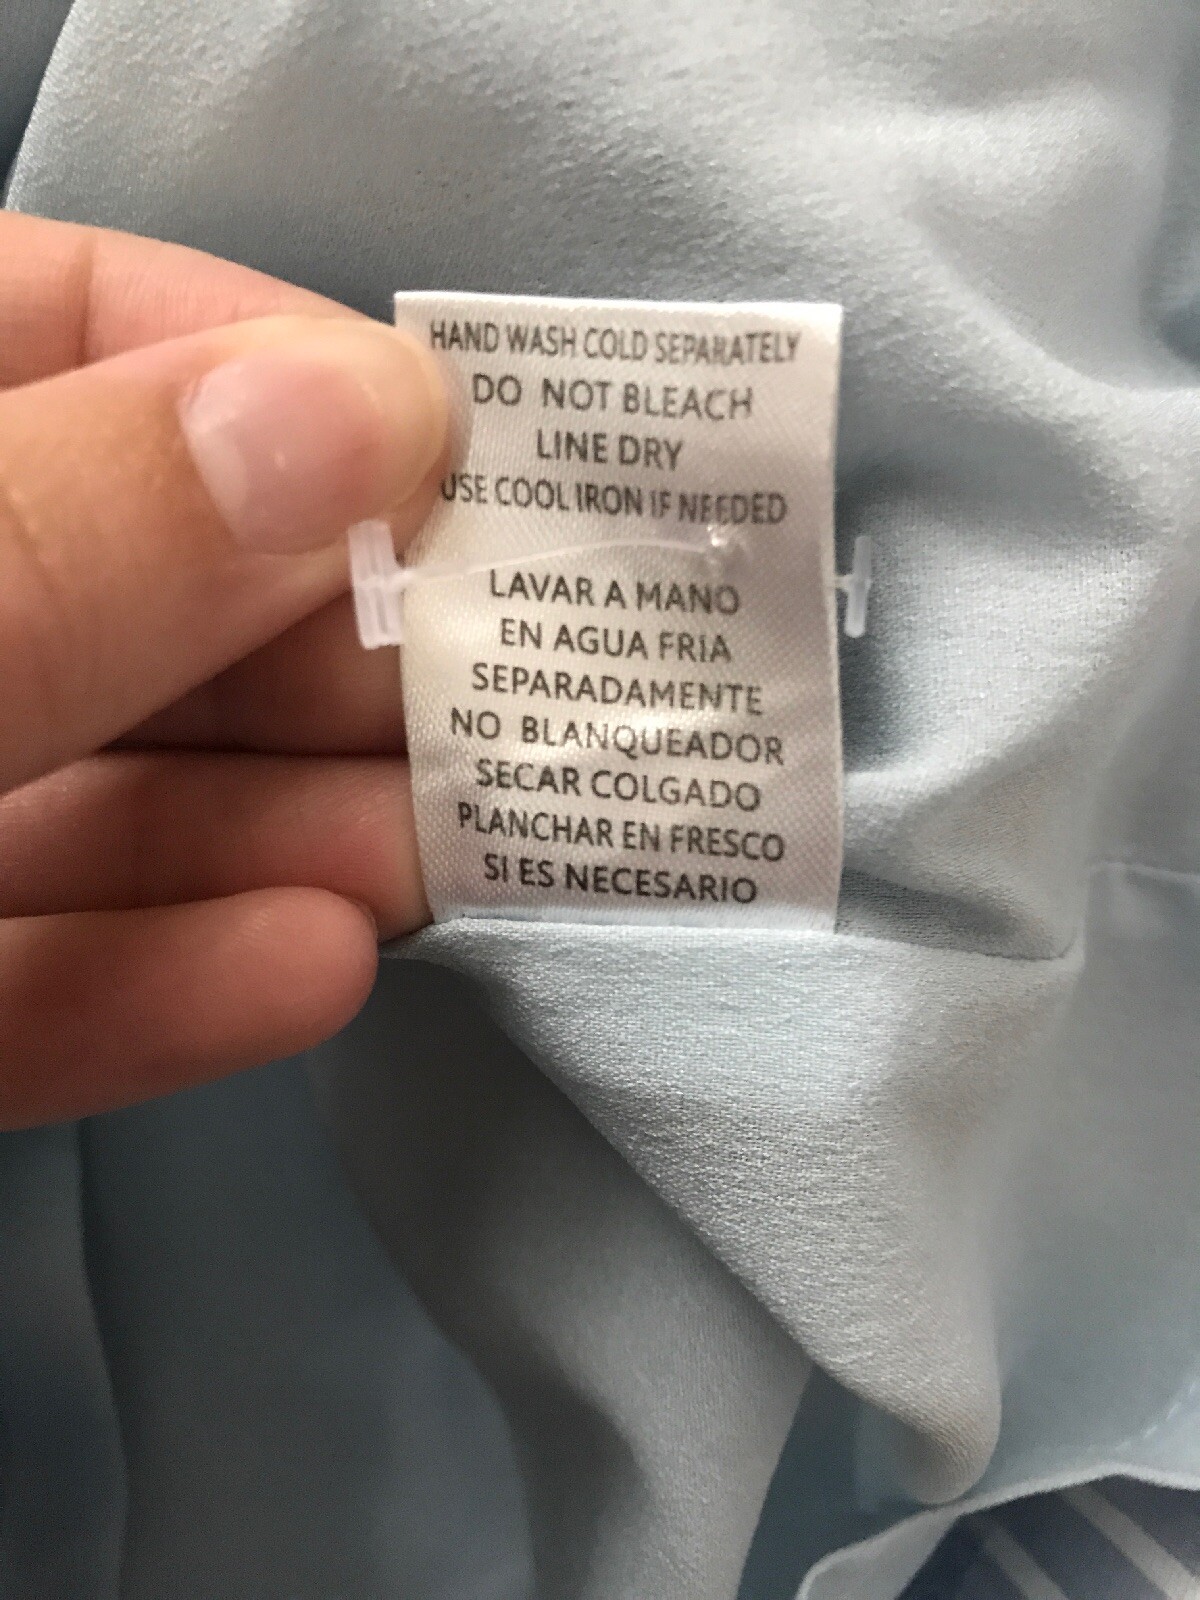 HAND WASH COLD SEPARATELY
DO NOT BLEACH
LINE DRY
USE COOL IRON IF NEEDED
LAVAR A MANO
EN AGUA FRIA
SEPARADAMENTE
NO BLANQUEADOR
SECAR COLGADO
PLANCHAR EN FRESCO
SI ES NECESARIO